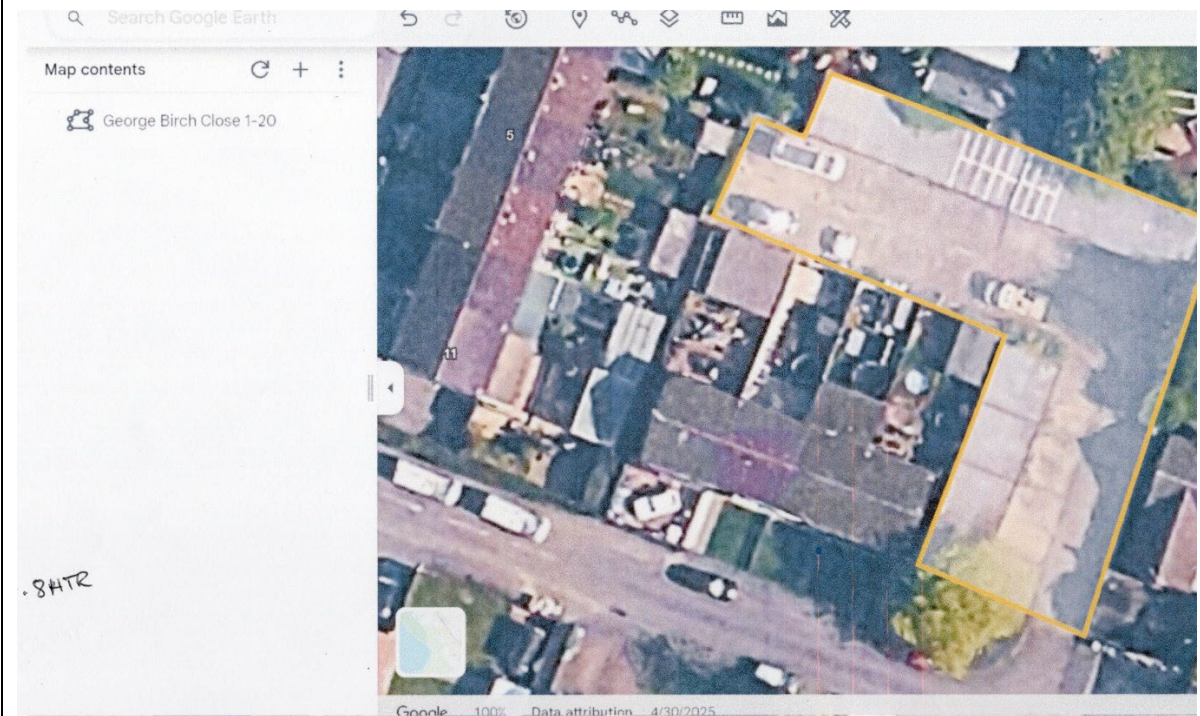 Search Google Earth
Map contents
George Birch Close 1-20
5
11
.8HTR
Google 100% Data attribution 4/30/2025